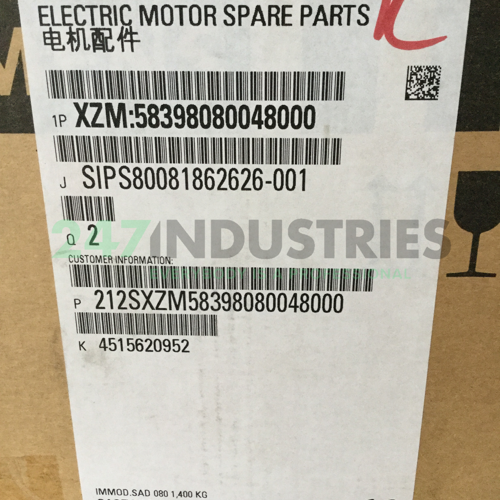 ELECTRIC MOTOR SPARE PARTS
电机配件
1P XZM:58398080048000
J SIPS80081862626-001
Q 2
247INDUSTRIES
CUSTOMER INFORMATION:
P 212SXZM58398080048000
K 4515620952
IMMOD.SAD 080 1,400 KG